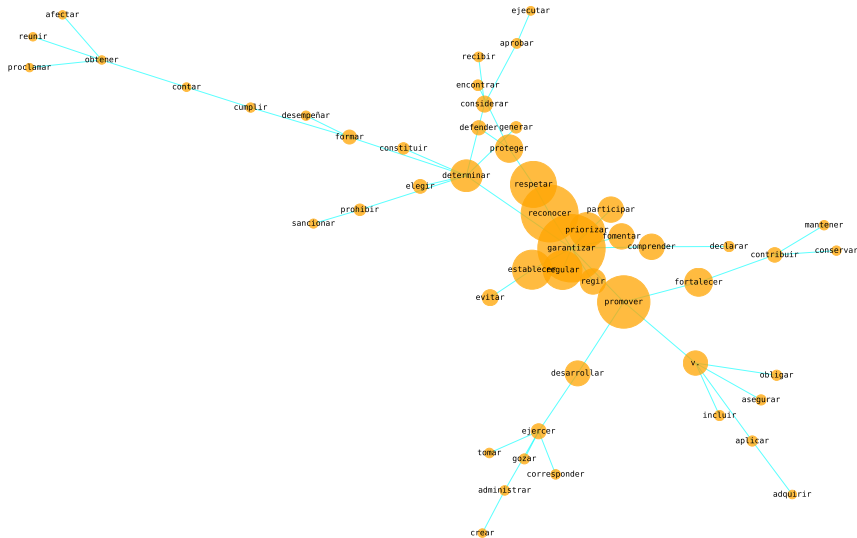 ejecutar
afectar
reunir
aprobar
recibir
obtener
proclamar
contar
encontrar
considerar
cumplir
desempeñar
defender
generar
formar
constituir
proteger
determinar
respetar
elegir
prohibir
participar
reconocer
sancionar
mantener
priorizar
fomentar
garantizar
comprender
declarar
conservar
contribuir
establecer
regular
regir
fortalecer
evitar
promover
v.
desarrollar
obligar
asegurar
incluir
ejercer
aplicar
tomar
gozar
corresponder
administrar
adquirir
crear